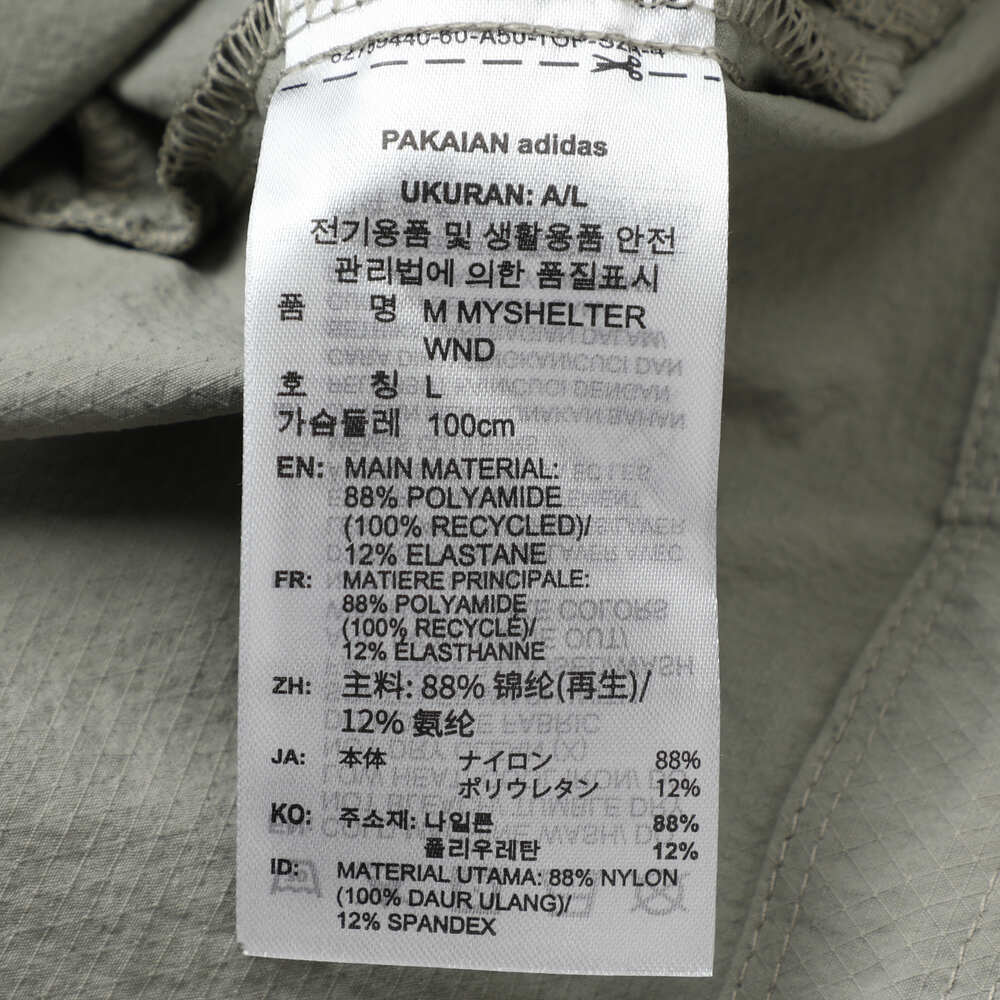 PAKAIAN adidas
UKURAN: A/L
전기용품 및 생활용품 안전
관리법에 의한 품질표시
품 명 M MYSHELTER
WND
호 칭 L
가슴둘레 100cm
EN: MAIN MATERIAL:
88% POLYAMIDE
(100% RECYCLED)/
12% ELASTANE
FR: MATIERE PRINCIPALE:
88% POLYAMIDE
(100% RECYCLÉ)/
12% ÉLASTHANNE
ZH: 主料: 88% 锦纶(再生)/
12% 氨纶
JA: 本体 ナイロン 88%
ポリウレタン 12%
KO: 주소재: 나일론 88%
폴리우레탄 12%
ID: MATERIAL UTAMA: 88% NYLON
(100% DAUR ULANG)/
12% SPANDEX